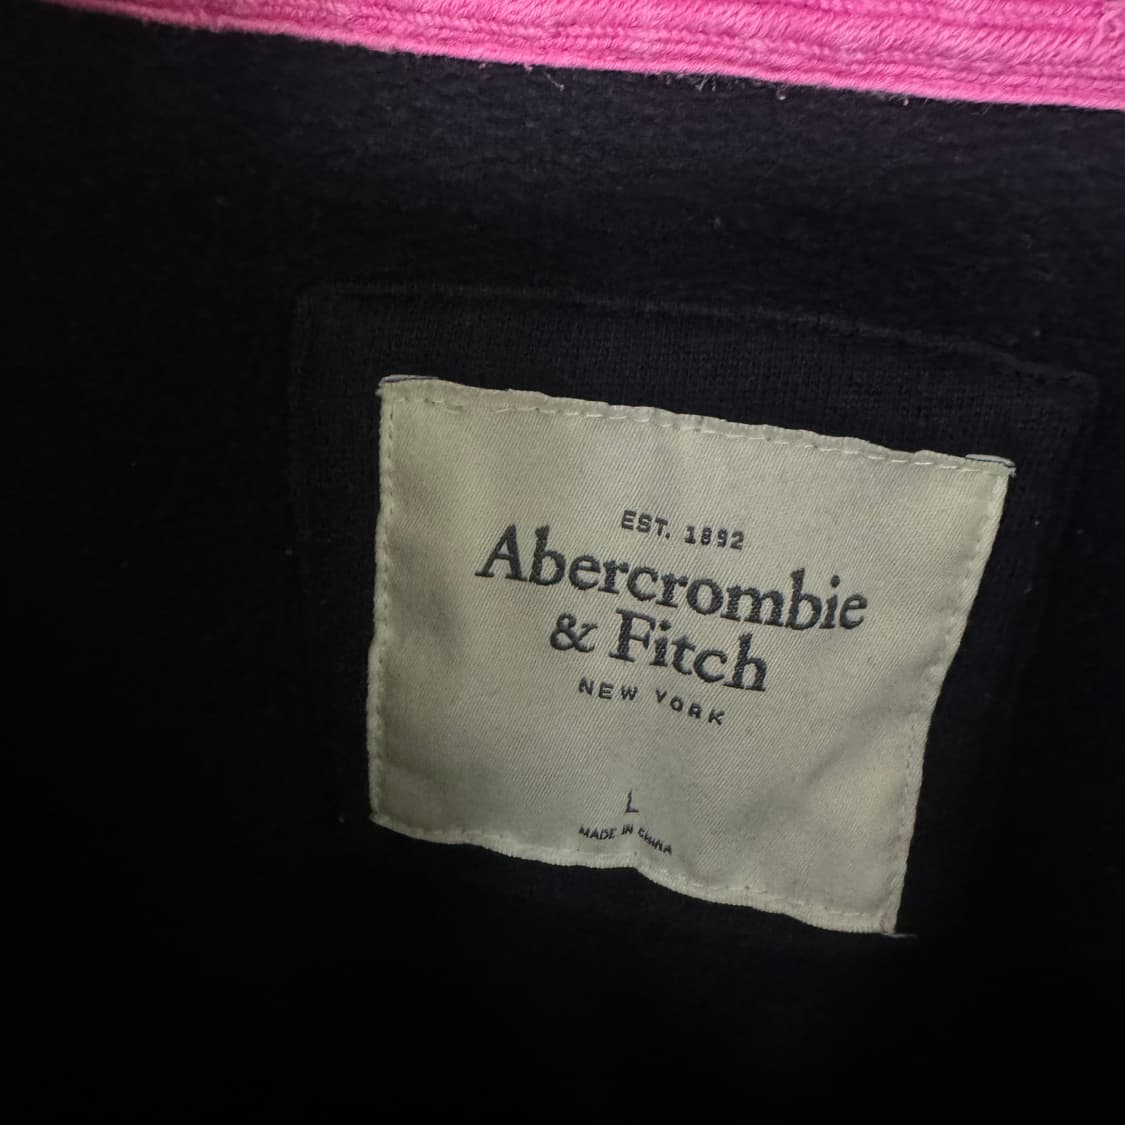 EST. 1892
Abercrombie
& Fitch
NEW YORK
L
MADE IN CHINA